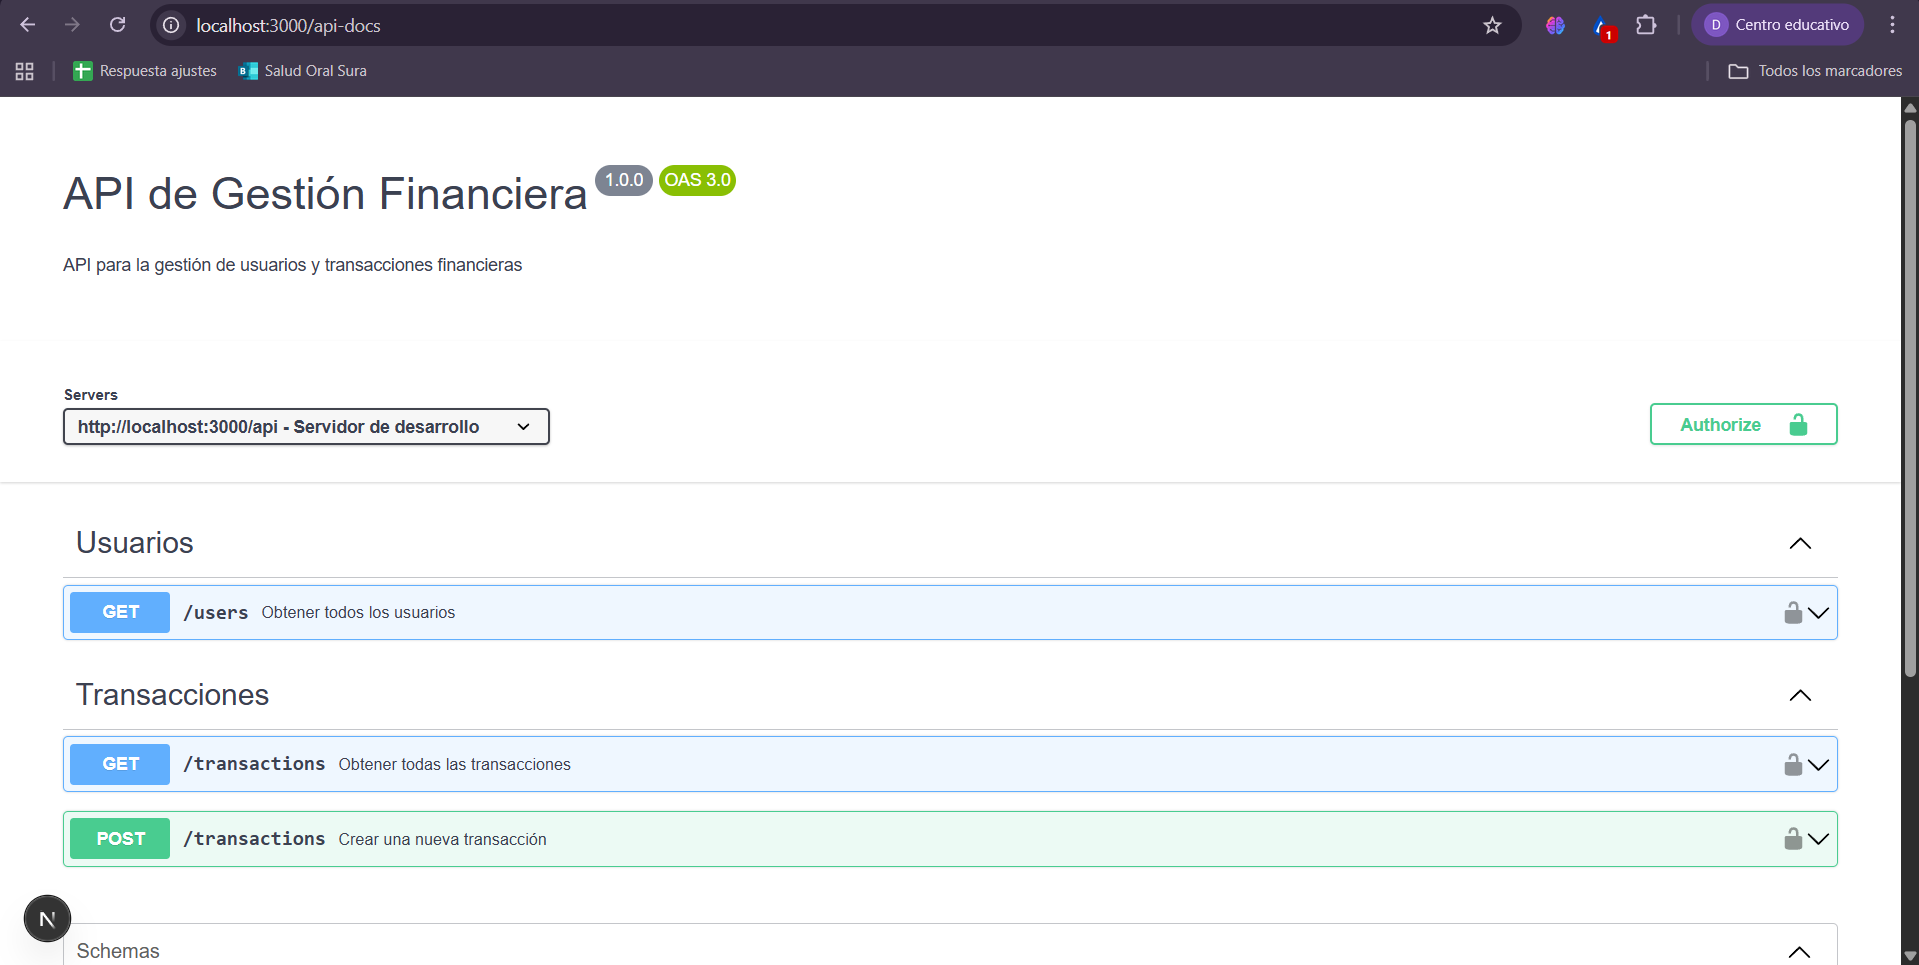 localhost:3000/api-docs
1
D
Centro educativo
Respuesta ajustes
B
Salud Oral Sura
Todos los marcadores
API de Gestión Financiera
1.0.0
OAS 3.0
API para la gestión de usuarios y transacciones financieras
Servers
http://localhost:3000/api - Servidor de desarrollo
Authorize
Usuarios
GET
/users
Obtener todos los usuarios
Transacciones
GET
/transactions
Obtener todas las transacciones
POST
/transactions
Crear una nueva transacción
N
Schemas